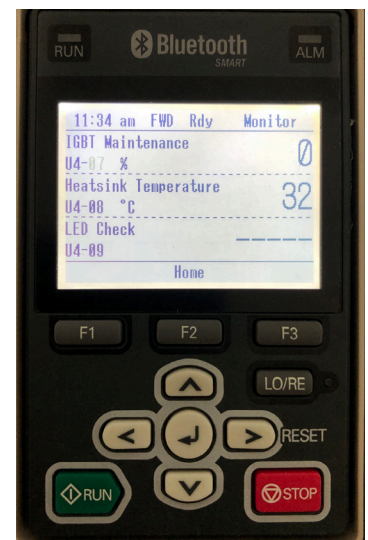 RUN Bluetooth ALM
SMART
11:34 am FWD Rdy Monitor
IGBT Maintenance 0
U4-07 %
Heatsink Temperature 32
U4-08 °C
LED Check -----
U4-09
Home
F1 F2 F3
LO/RE
RESET
RUN STOP